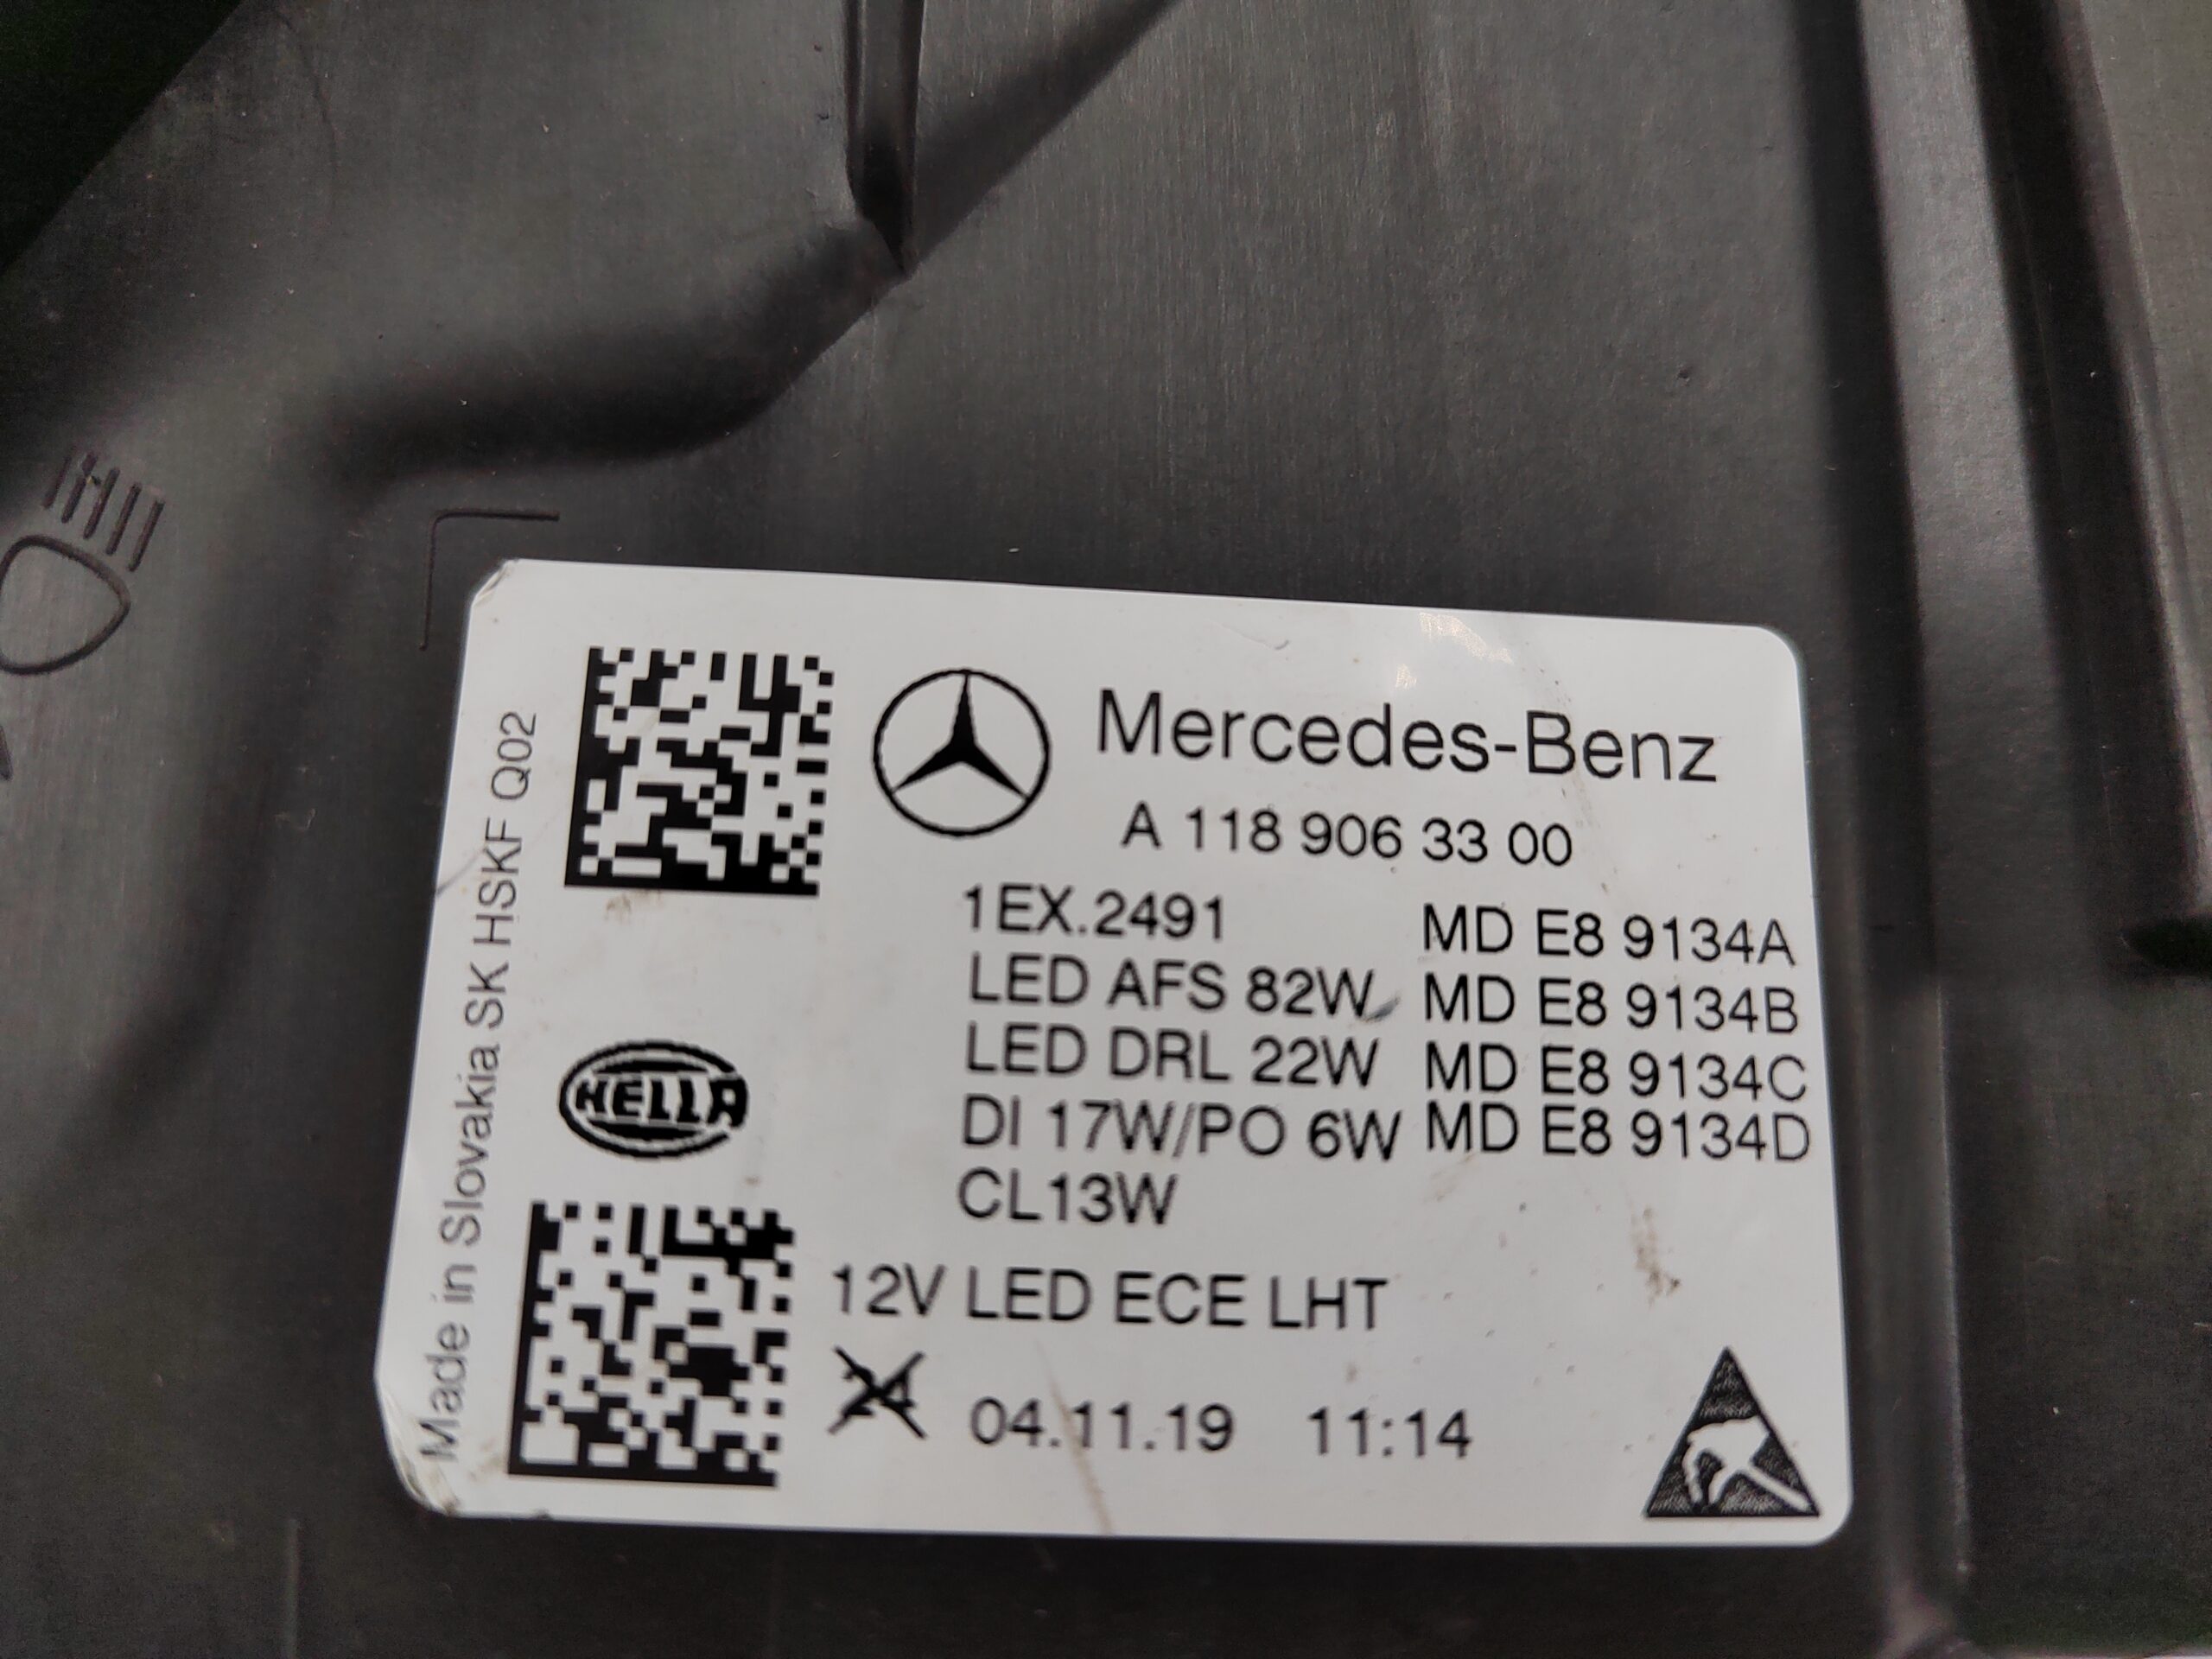 Made in Slovakia SK HSKF Q02
Mercedes-Benz
A 118 906 33 00
1EX.2491 MD E8 9134A
LED AFS 82W MD E8 9134B
LED DRL 22W MD E8 9134C
DI 17W/PO 6W MD E8 9134D
CL13W
HELLA
12V LED ECE LHT
24 04.11.19 11:14